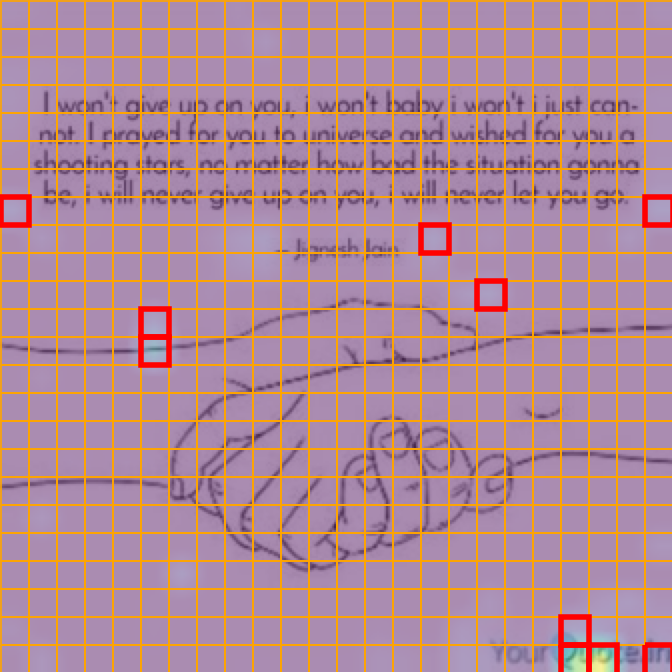 I won't give up on you, i won't baby i won't i just can-
not. I prayed for you to universe and wished for you a
shooting stars, no matter how bad the situation gonna
be, i will never give up on you, i will never let you go.
-- Jignesh Jain
YourQuote.in